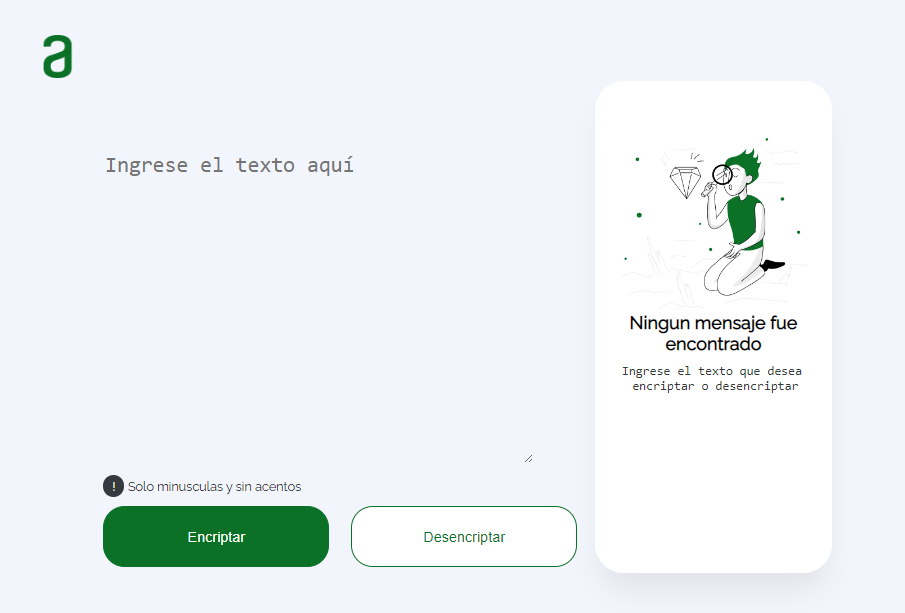 a
Ingrese el texto aquí
Ningun mensaje fue
encontrado
Ingrese el texto que desea
encriptar o desencriptar
! Solo minusculas y sin acentos
Encriptar
Desencriptar